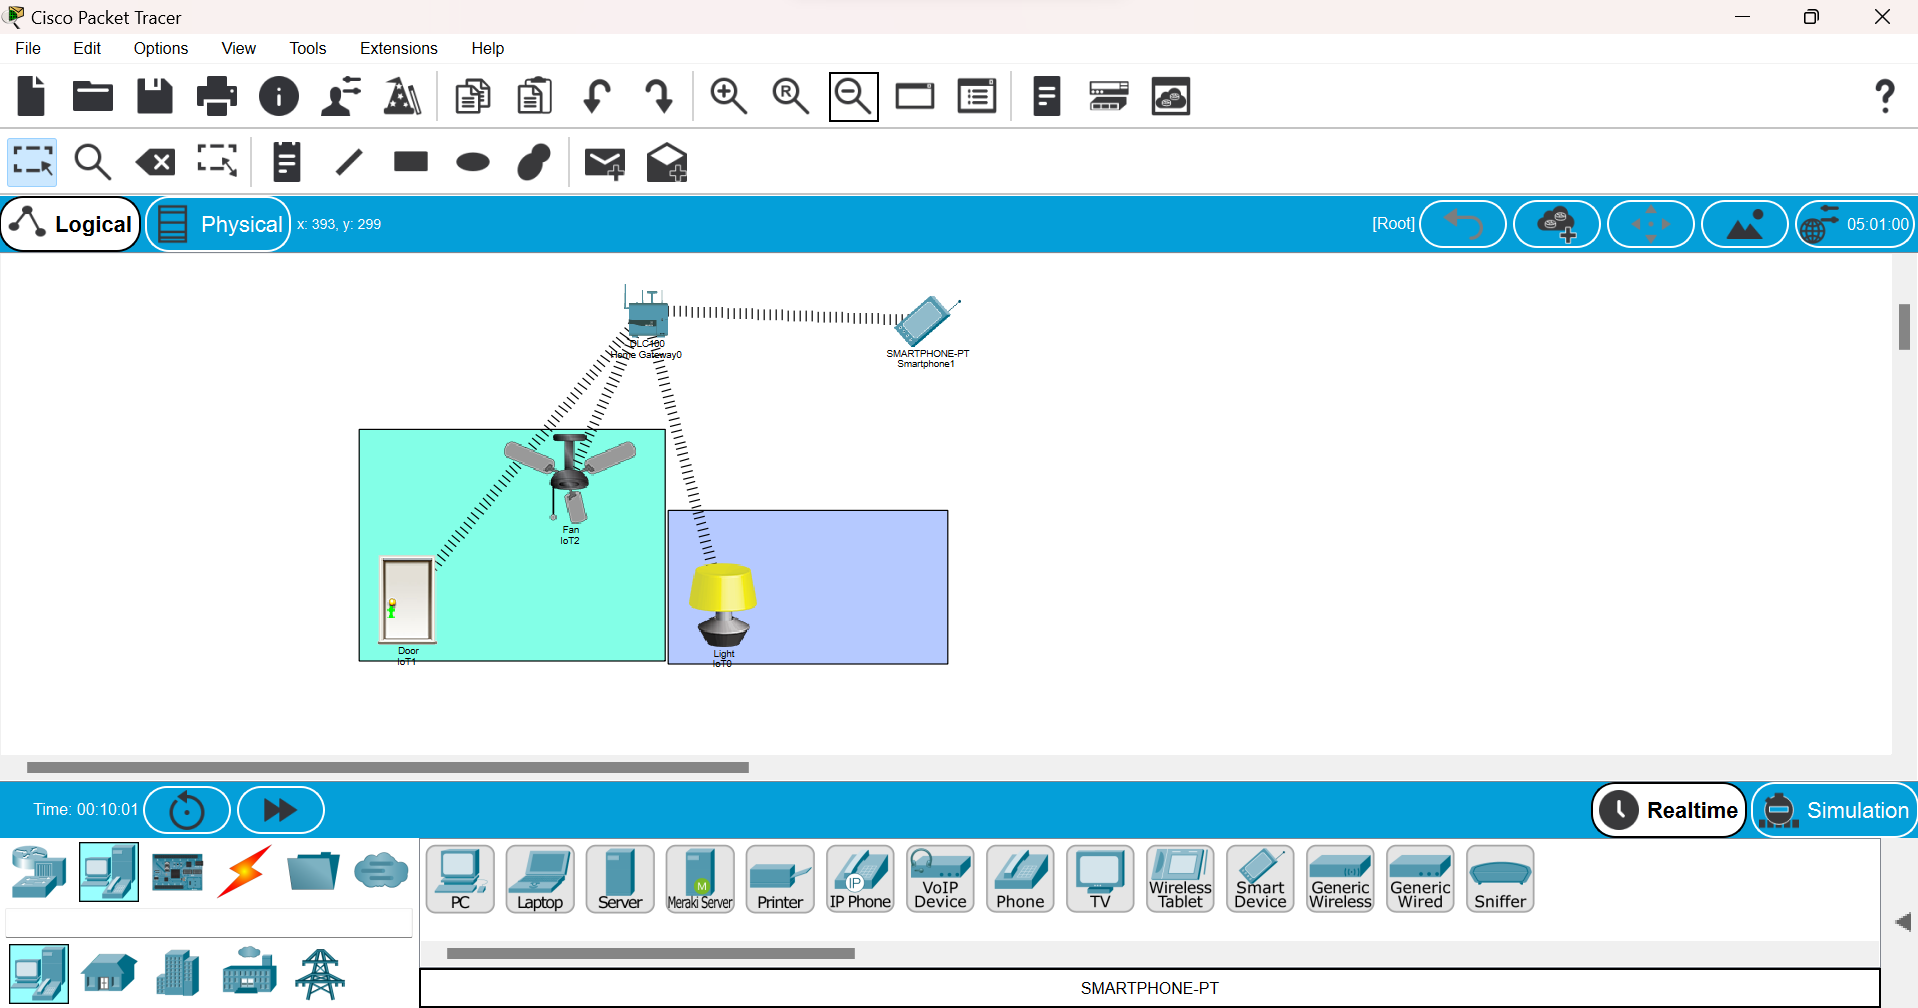 Cisco Packet Tracer
File Edit Options View Tools Extensions Help
R
?
Logical Physical x: 393, y: 299 [Root] 05:01:00
DLC100
Home Gateway0
SMARTPHONE-PT
Smartphone1
Fan
IoT2
Door
IoT1
Light
IoT0
Time: 00:10:01 Realtime Simulation
PC Laptop Server Meraki Server Printer IP Phone VoIP Device Phone TV Wireless Tablet Smart Device Generic Wireless Generic Wired Sniffer
M
IP
SMARTPHONE-PT